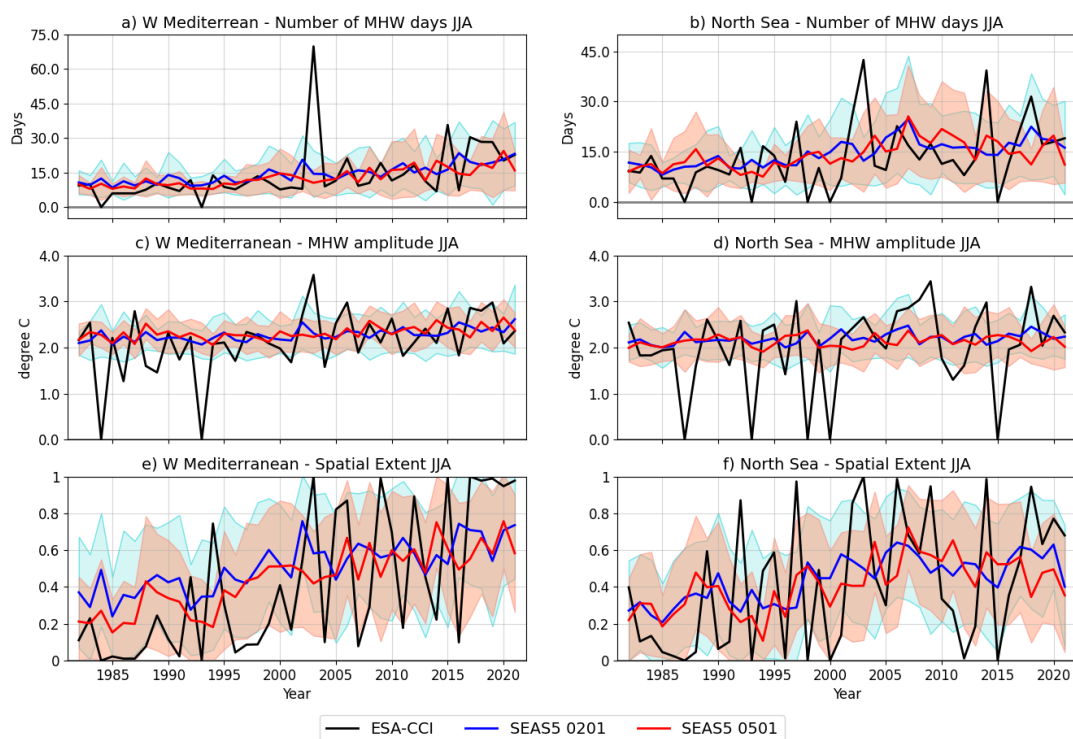 a) W Mediterrean - Number of MHW days JJA
75.0
60.0
45.0
30.0
15.0
0.0
Days
b) North Sea - Number of MHW days JJA
45.0
30.0
15.0
0.0
Days
c) W Mediterranean - MHW amplitude JJA
4.0
3.0
2.0
1.0
0.0
degree C
d) North Sea - MHW amplitude JJA
4.0
3.0
2.0
1.0
0.0
degree C
e) W Mediterranean - Spatial Extent JJA
1
0.8
0.6
0.4
0.2
0
1985 1990 1995 2000 2005 2010 2015 2020
Year
f) North Sea - Spatial Extent JJA
1
0.8
0.6
0.4
0.2
0
1985 1990 1995 2000 2005 2010 2015 2020
Year
ESA-CCI SEAS5 0201 SEAS5 0501